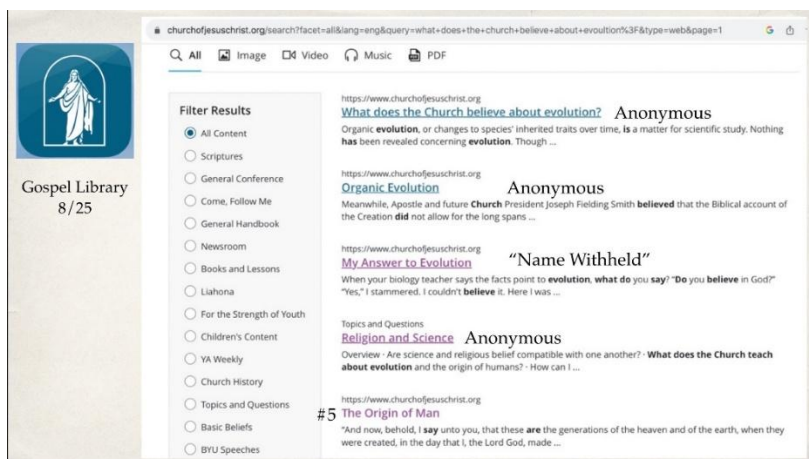 churchofjesuschrist.org/search?facet=all&lang=eng&query=what+does+the+church+believe+about+evoultion%3F&type=web&page=1
All Image Video Music PDF
Gospel Library
8/25
Filter Results
All Content
Scriptures
General Conference
Come, Follow Me
General Handbook
Newsroom
Books and Lessons
Liahona
For the Strength of Youth
Children's Content
YA Weekly
Church History
Topics and Questions
Basic Beliefs
BYU Speeches
https://www.churchofjesuschrist.org
What does the Church believe about evolution? Anonymous
Organic evolution, or changes to species' inherited traits over time, is a matter for scientific study. Nothing
has been revealed concerning evolution. Though ...
https://www.churchofjesuschrist.org
Organic Evolution Anonymous
Meanwhile, Apostle and future Church President Joseph Fielding Smith believed that the Biblical account of
the Creation did not allow for the long spans ...
https://www.churchofjesuschrist.org
My Answer to Evolution “Name Withheld”
When your biology teacher says the facts point to evolution, what do you say? "Do you believe in God?"
"Yes," I stammered. I couldn't believe it. Here I was ...
Topics and Questions
Religion and Science Anonymous
Overview · Are science and religious belief compatible with one another? · What does the Church teach
about evolution and the origin of humans? · How can I ...
https://www.churchofjesuschrist.org
#5 The Origin of Man
"And now, behold, I say unto you, that these are the generations of the heaven and of the earth, when they
were created, in the day that I, the Lord God, made ...